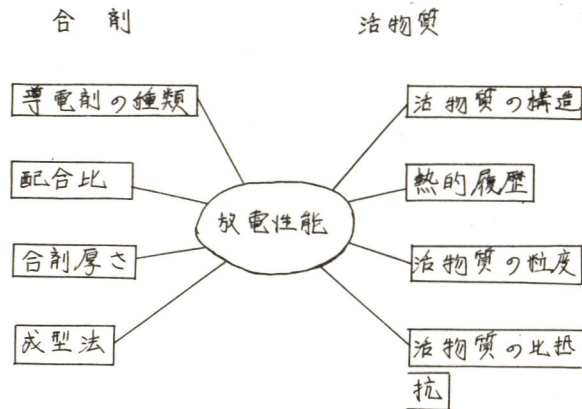 合剤
活物質
導電剤の種類
活物質の構造
配合比
熱的履歴
放電性能
合剤厚さ
活物質の粒度
成型法
活物質の比抵
抗